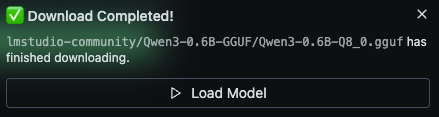 ✅ Download Completed!
lmstudio-community/Qwen3-0.6B-GGUF/Qwen3-0.6B-Q8_0.gguf has
finished downloading.
Load Model